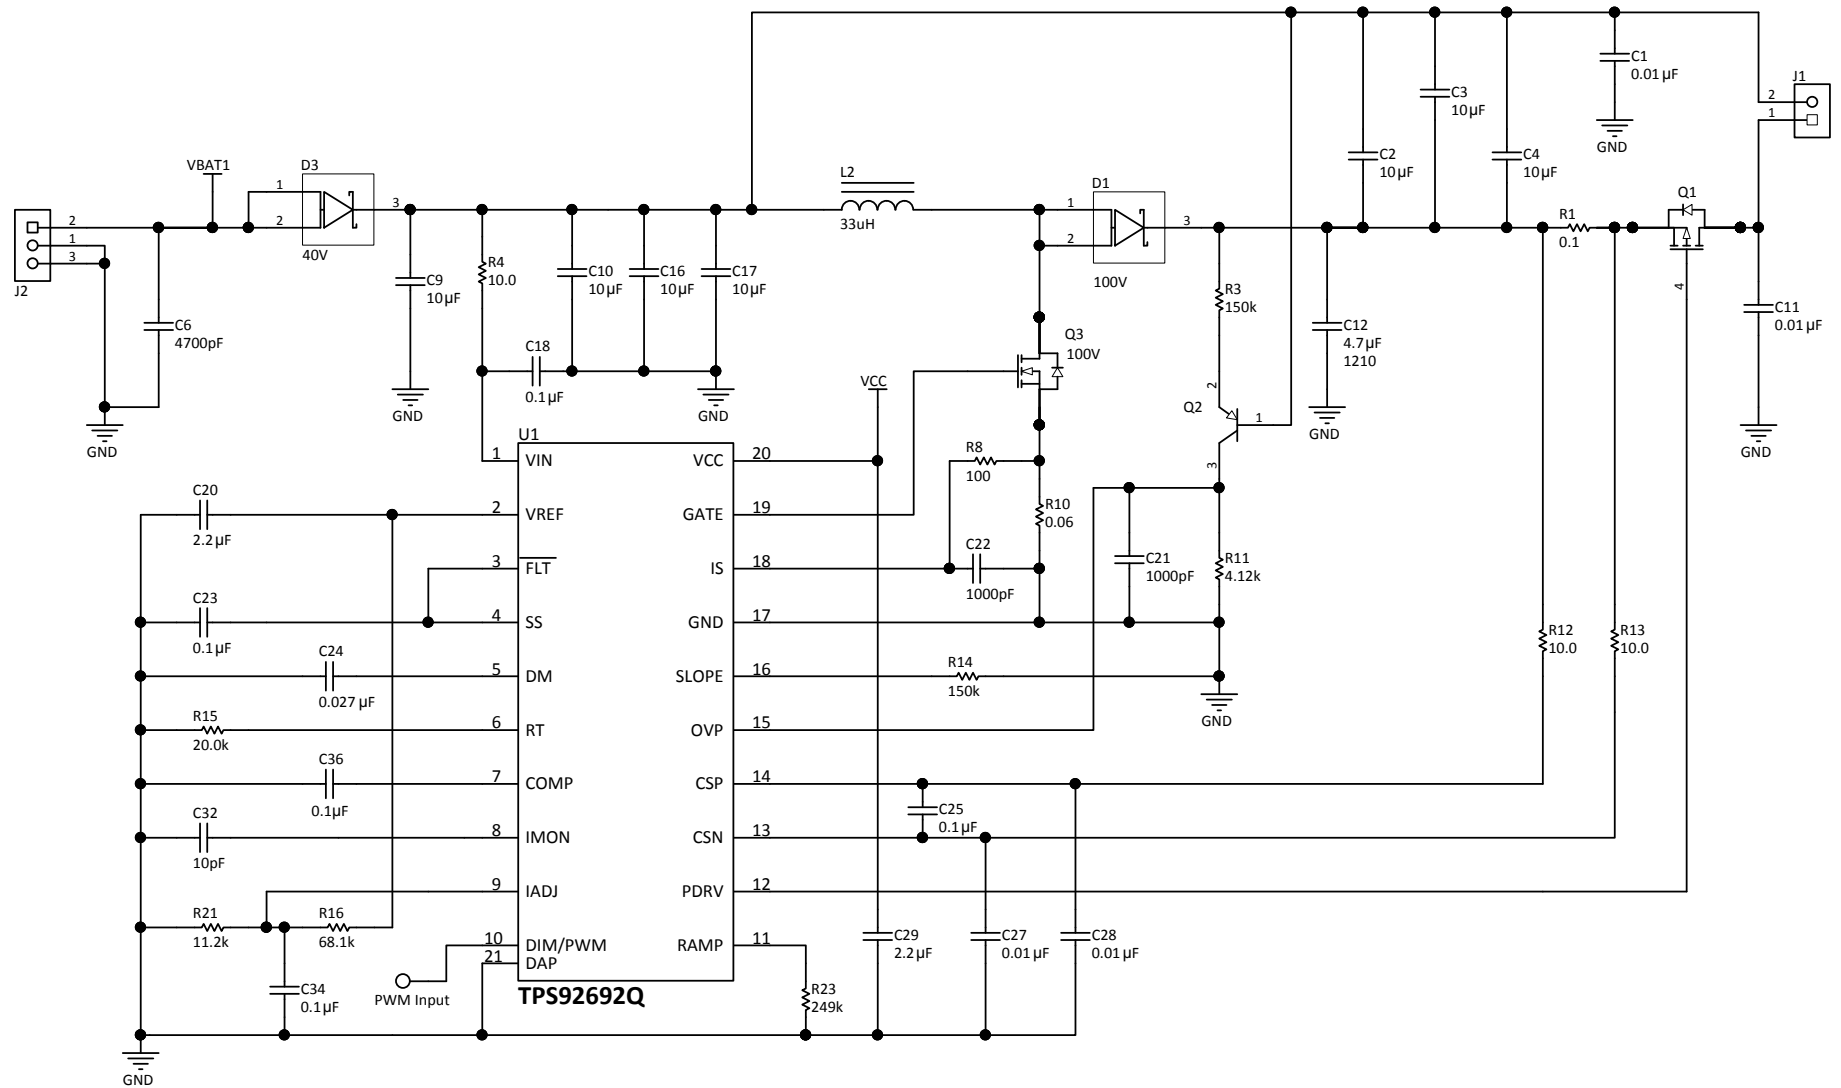 C1
0.01µF
GND
J1
2
1
C3
10µF
C2
10µF
C4
10µF
VBAT1
D3
1
2
3
40V
L2
33uH
D1
1
2
3
100V
R1
0.1
Q1
4
J2
2
1
3
C6
4700pF
GND
C9
10µF
GND
R4
10.0
C10
10µF
C16
10µF
C17
10µF
C18
0.1µF
GND
Q3
100V
R3
150k
C12
4.7µF
1210
GND
C11
0.01µF
GND
VCC
Q2
2
1
3
U1
1
VIN
VCC
20
R8
100
C20
2.2µF
2
VREF
GATE
19
R10
0.06
3
FLT
IS
18
C22
1000pF
C21
1000pF
R11
4.12k
C23
0.1µF
4
SS
GND
17
R12
10.0
R13
10.0
C24
0.027µF
5
DM
SLOPE
16
R14
150k
GND
R15
20.0k
6
RT
OVP
15
C36
0.1µF
7
COMP
CSP
14
C25
0.1µF
C32
10pF
8
IMON
CSN
13
9
IADJ
PDRV
12
R21
11.2k
R16
68.1k
10
DIM/PWM
RAMP
11
21
DAP
C29
2.2µF
C27
0.01µF
C28
0.01µF
C34
0.1µF
PWM Input
TPS92692Q
R23
249k
GND